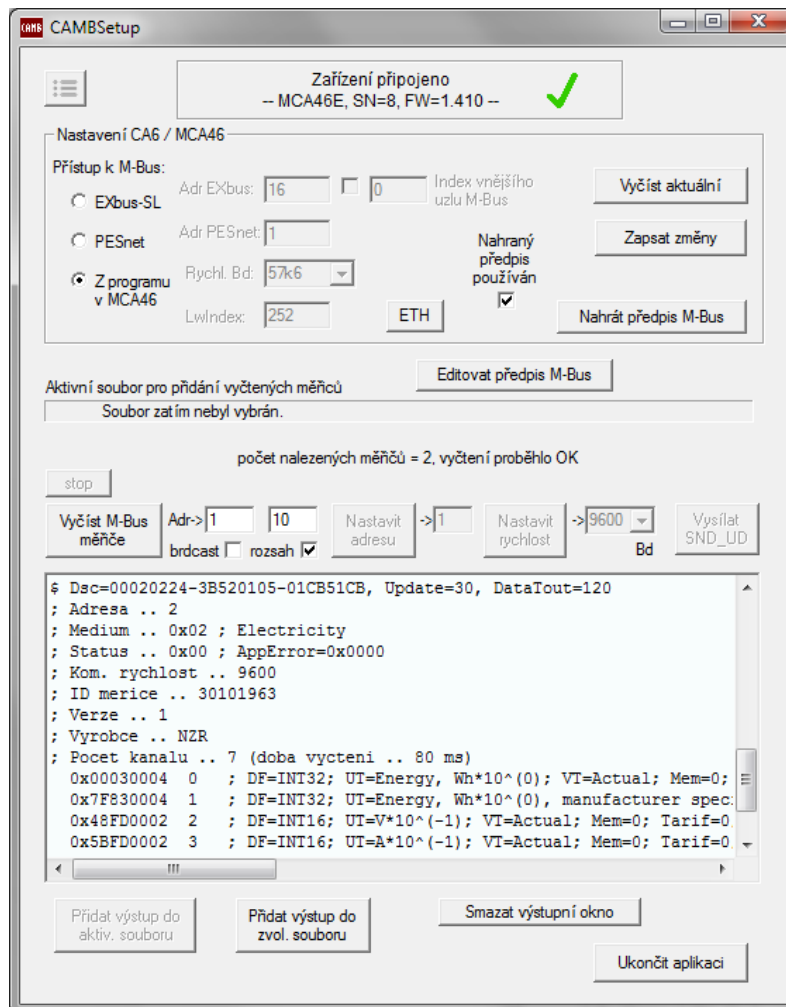 CAMB CAMBSetup
Zařízení připojeno
-- MCA46E, SN=8, FW=1.410 --
Nastavení CA6 / MCA46
Přístup k M-Bus:
EXbus-SL
PESnet
Z programu
v MCA46
Adr EXbus: 16 0 Index vnějšího
uzlu M-Bus
Adr PESnet: 1
Rychl. Bd: 57k6
LwIndex: 252
ETH
Nahraný
předpis
používán
Vyčíst aktuální
Zapsat změny
Nahrát předpis M-Bus
Editovat předpis M-Bus
Aktivní soubor pro přidání vyčtených měřiců
Soubor zatím nebyl vybrán.
počet nalezených měřičů = 2, vyčtení proběhlo OK
stop
Vyčíst M-Bus
měřiče
Adr-> 1 10
brdcast rozsah
Nastavit
adresu
-> 1
Nastavit
rychlost
-> 9600
Bd
Vysílat
SND_UD
$ Dsc=00020224-3B520105-01CB51CB, Update=30, DataTout=120
; Adresa .. 2
; Medium .. 0x02 ; Electricity
; Status .. 0x00 ; AppError=0x0000
; Kom. rychlost .. 9600
; ID merice .. 30101963
; Verze .. 1
; Vyrobce .. NZR
; Pocet kanalu .. 7 (doba vycteni .. 80 ms)
0x00030004 0 ; DF=INT32; UT=Energy, Wh*10^(0); VT=Actual; Mem=0;
0x7F830004 1 ; DF=INT32; UT=Energy, Wh*10^(0), manufacturer spec
0x48FD0002 2 ; DF=INT16; UT=V*10^(-1); VT=Actual; Mem=0; Tarif=0
0x5BFD0002 3 ; DF=INT16; UT=A*10^(-1); VT=Actual; Mem=0; Tarif=0
Přidat výstup do
aktiv. souboru
Přidat výstup do
zvol. souboru
Smazat výstupní okno
Ukončit aplikaci